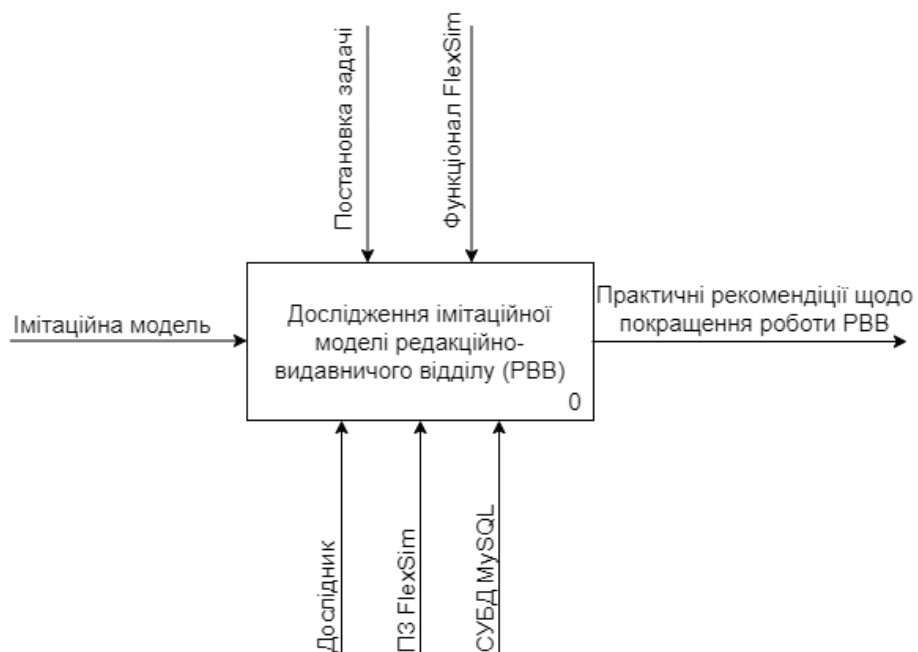 Постановка задачі
Функціонал FlexSim
Імітаційна модель
Дослідження імітаційної
моделі редакційно-
видавничого відділу (РВВ)
0
Практичні рекомендіції щодо
покращення роботи РВВ
Дослідник
ПЗ FlexSim
СУБД MySQL